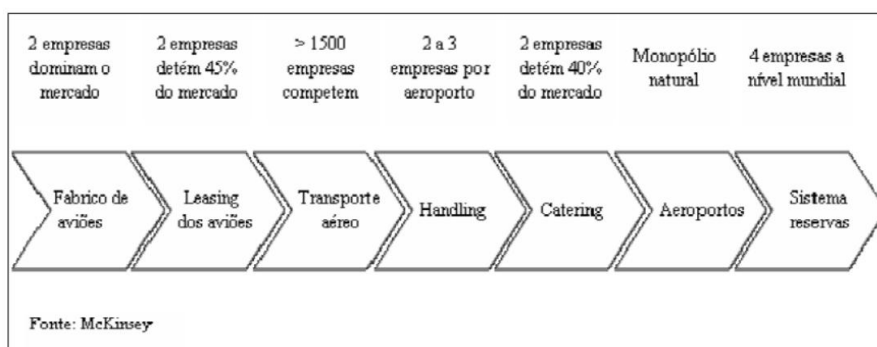 2 empresas
dominam o
mercado
2 empresas
detém 45%
do mercado
> 1500
empresas
competem
2 a 3
empresas por
aeroporto
2 empresas
detém 40%
do mercado
Monopólio
natural
4 empresas a
nível mundial
Fabrico de
aviões
Leasing
dos aviões
Transporte
aéreo
Handling
Catering
Aeroportos
Sistema
reservas
Fonte: McKinsey